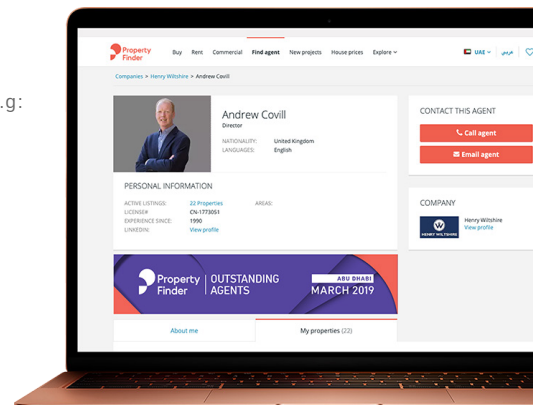 .g:
Property Finder
Buy Rent Commercial Find agent New projects House prices Explore
UAE عربي
Companies > Henry Wiltshire > Andrew Covill
Andrew Covill
Director
NATIONALITY: United Kingdom
LANGUAGES: English
PERSONAL INFORMATION
ACTIVE LISTINGS: 22 Properties AREAS:
LICENSE#: CN-1773051
EXPERIENCE SINCE: 1990
LINKEDIN: View profile
CONTACT THIS AGENT
Call agent
Email agent
COMPANY
HENRY WILTSHIRE
Henry Wiltshire
View profile
Property Finder
OUTSTANDING AGENTS
ABU DHABI
MARCH 2019
About me
My properties (22)